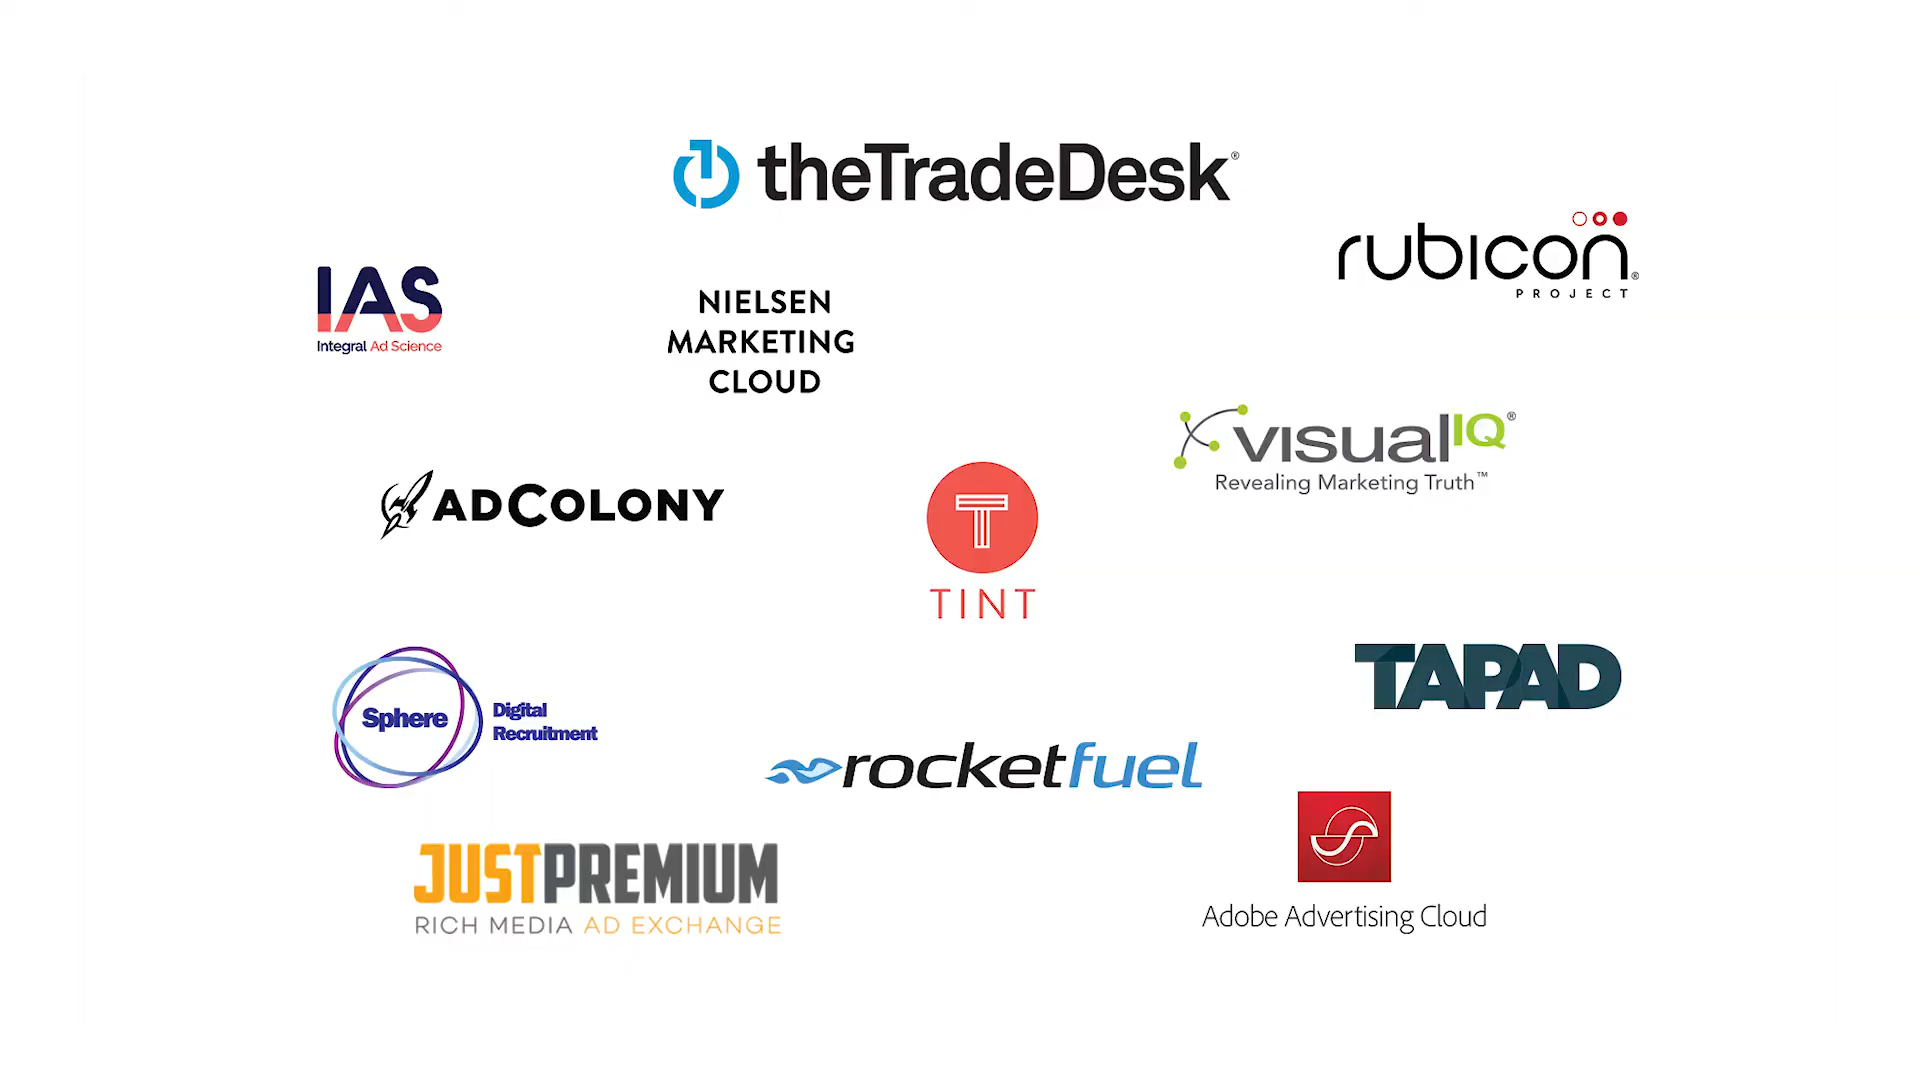 theTradeDesk®
rubicon®
PROJECT
IAS
Integral Ad Science
NIELSEN
MARKETING
CLOUD
visualIQ®
Revealing Marketing Truth™
ADCOLONY
T
TINT
TAPAD
Sphere
Digital
Recruitment
rocketfuel
JUSTPREMIUM
RICH MEDIA AD EXCHANGE
Adobe Advertising Cloud